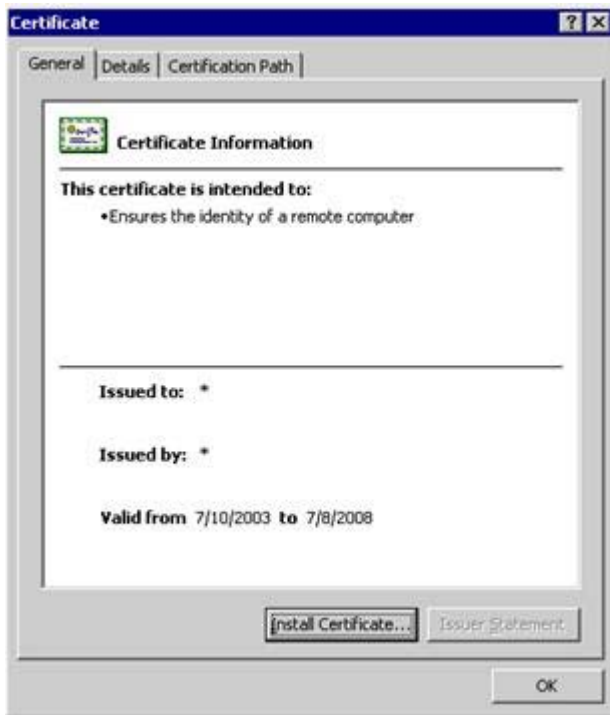 Certificate
General Details Certification Path
Certificate Information
This certificate is intended to:
•Ensures the identity of a remote computer
Issued to: *
Issued by: *
Valid from 7/10/2003 to 7/8/2008
Install Certificate... Issuer Statement
OK